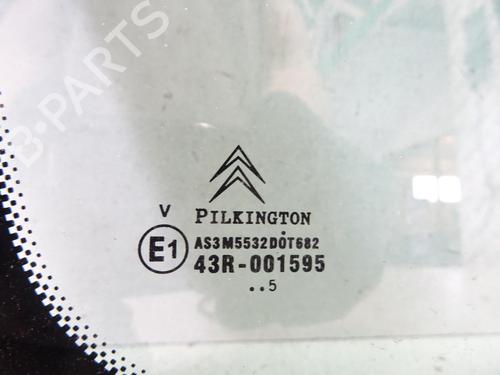 B-PARTS
V PILKINGTON
E1 AS3M5532DOT682
43R-001595
..5